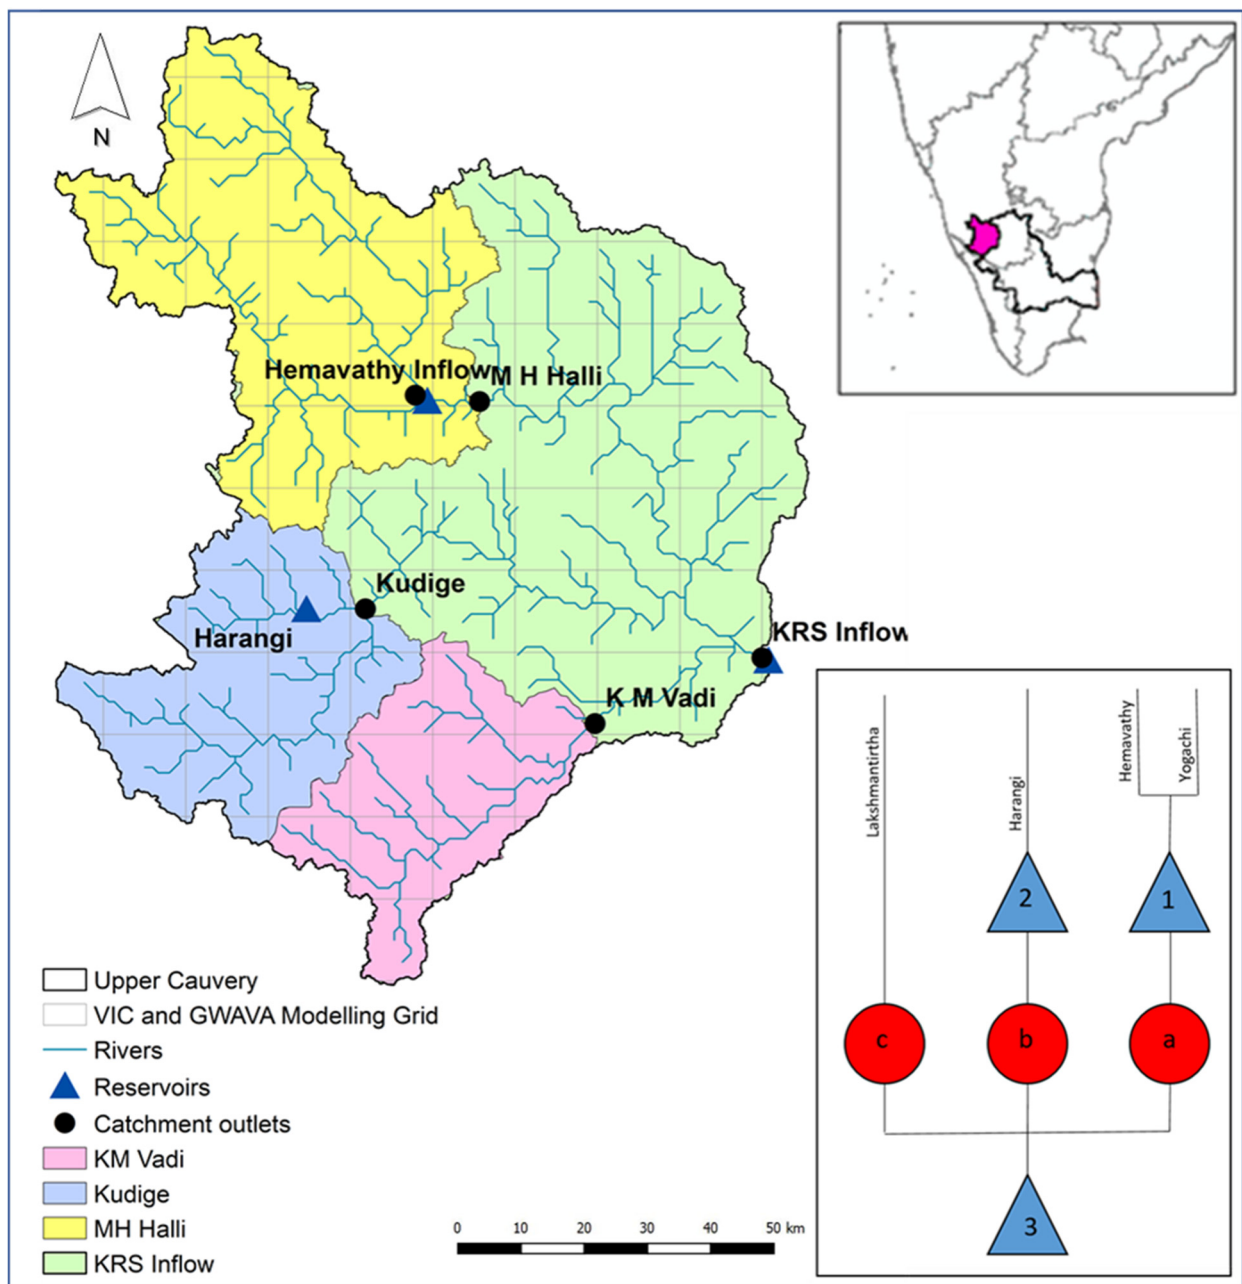 N
Hemavathy Inflow
M H Halli
Kudige
Harangi
KRS Inflow
K M Vadi
Upper Cauvery
VIC and GWAVA Modelling Grid
Rivers
Reservoirs
Catchment outlets
KM Vadi
Kudige
MH Halli
KRS Inflow
0 10 20 30 40 50 km
Lakshmantirtha
Harangi
Hemavathy
Yogachi
2
1
c
b
a
3